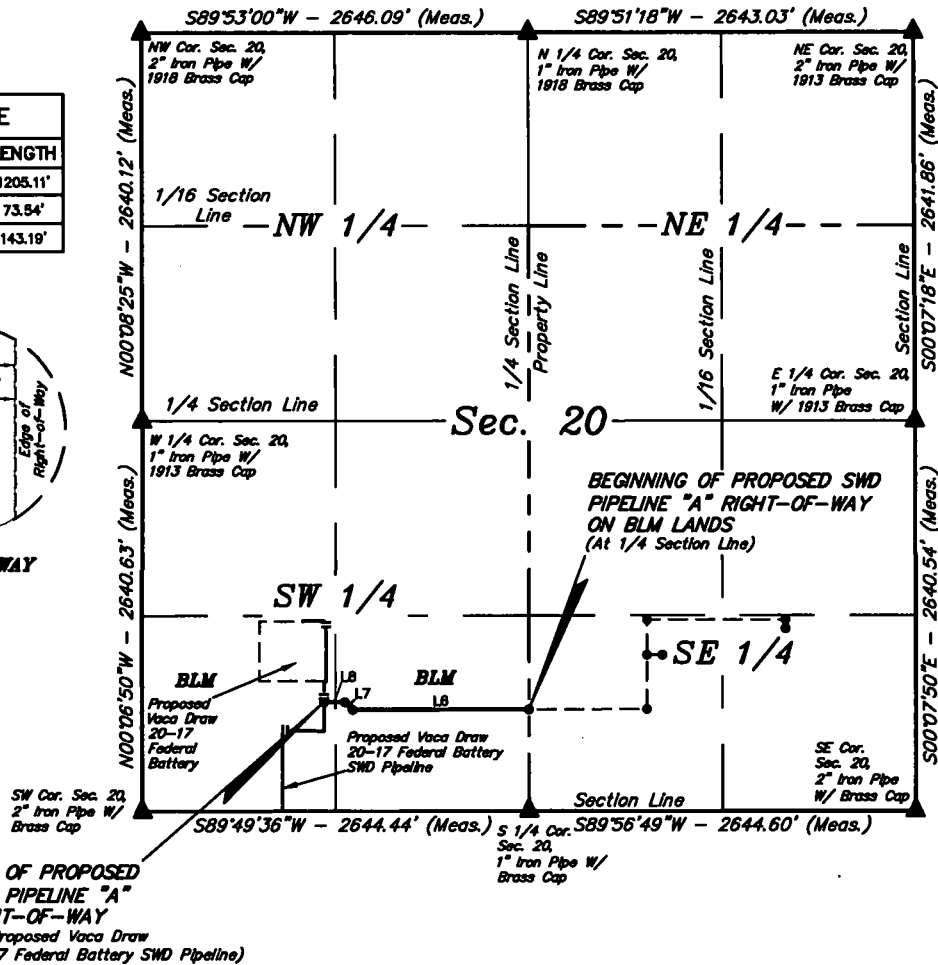 S89°53'00"W - 2646.09' (Meas.)
S89°51'18"W - 2643.03' (Meas.)
NW Cor. Sec. 20,
2" Iron Pipe W/
1918 Brass Cap
N 1/4 Cor. Sec. 20,
1" Iron Pipe W/
1918 Brass Cap
NE Cor. Sec. 20,
2" Iron Pipe W/
1913 Brass Cap
E
ENGTH
1205.11'
73.54'
143.19'
N00°08'25"W - 2640.12' (Meas.)
1/16 Section
Line
NW 1/4
NE 1/4
1/4 Section Line
Property Line
1/16 Section Line
Section Line
S00°07'18"E - 2641.86' (Meas.)
Edge of
Right-of-Way
WAY
1/4 Section Line
W 1/4 Cor. Sec. 20,
1" Iron Pipe W/
1913 Brass Cap
Sec. 20
E 1/4 Cor. Sec. 20,
1" Iron Pipe
W/ 1913 Brass Cap
BEGINNING OF PROPOSED SWD
PIPELINE "A" RIGHT-OF-WAY
ON BLM LANDS
(At 1/4 Section Line)
N00°06'50"W - 2640.63' (Meas.)
SW 1/4
SE 1/4
S00°07'50"E - 2640.54' (Meas.)
BLM
Proposed
Vaca Draw
20-17
Federal
Battery
L8
L7
BLM
L6
Proposed Vaca Draw
20-17 Federal Battery
SWD Pipeline
SW Cor. Sec. 20,
2" Iron Pipe W/
Brass Cap
SE Cor.
Sec. 20,
2" Iron Pipe
W/ Brass Cap
Section Line
S89°49'36"W - 2644.44' (Meas.)
S 1/4 Cor.
Sec. 20,
1" Iron Pipe W/
Brass Cap
S89°56'49"W - 2644.60' (Meas.)
OF PROPOSED
PIPELINE "A"
T-OF-WAY
roposed Vaca Draw
7 Federal Battery SWD Pipeline)